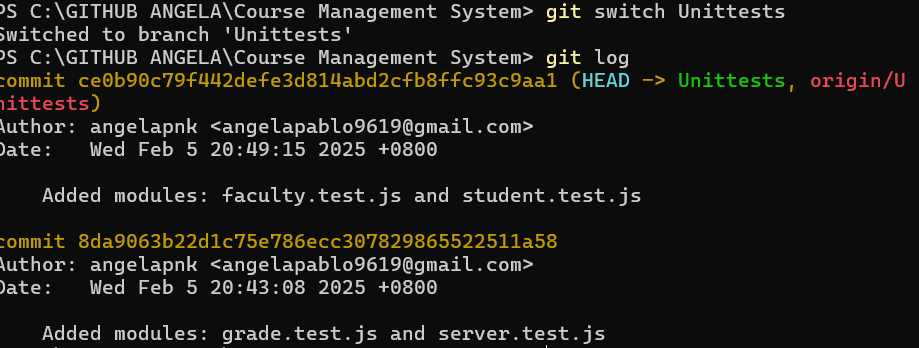 PS C:\GITHUB ANGELA\Course Management System> git switch Unittests
Switched to branch 'Unittests'
PS C:\GITHUB ANGELA\Course Management System> git log
commit ce0b90c79f442defe3d814abd2cfb8ffc93c9aa1 (HEAD -> Unittests, origin/U
nittests)
Author: angelapnk <angelapablo9619@gmail.com>
Date:   Wed Feb 5 20:49:15 2025 +0800
    Added modules: faculty.test.js and student.test.js
commit 8da9063b22d1c75e786ecc307829865522511a58
Author: angelapnk <angelapablo9619@gmail.com>
Date:   Wed Feb 5 20:43:08 2025 +0800
    Added modules: grade.test.js and server.test.js